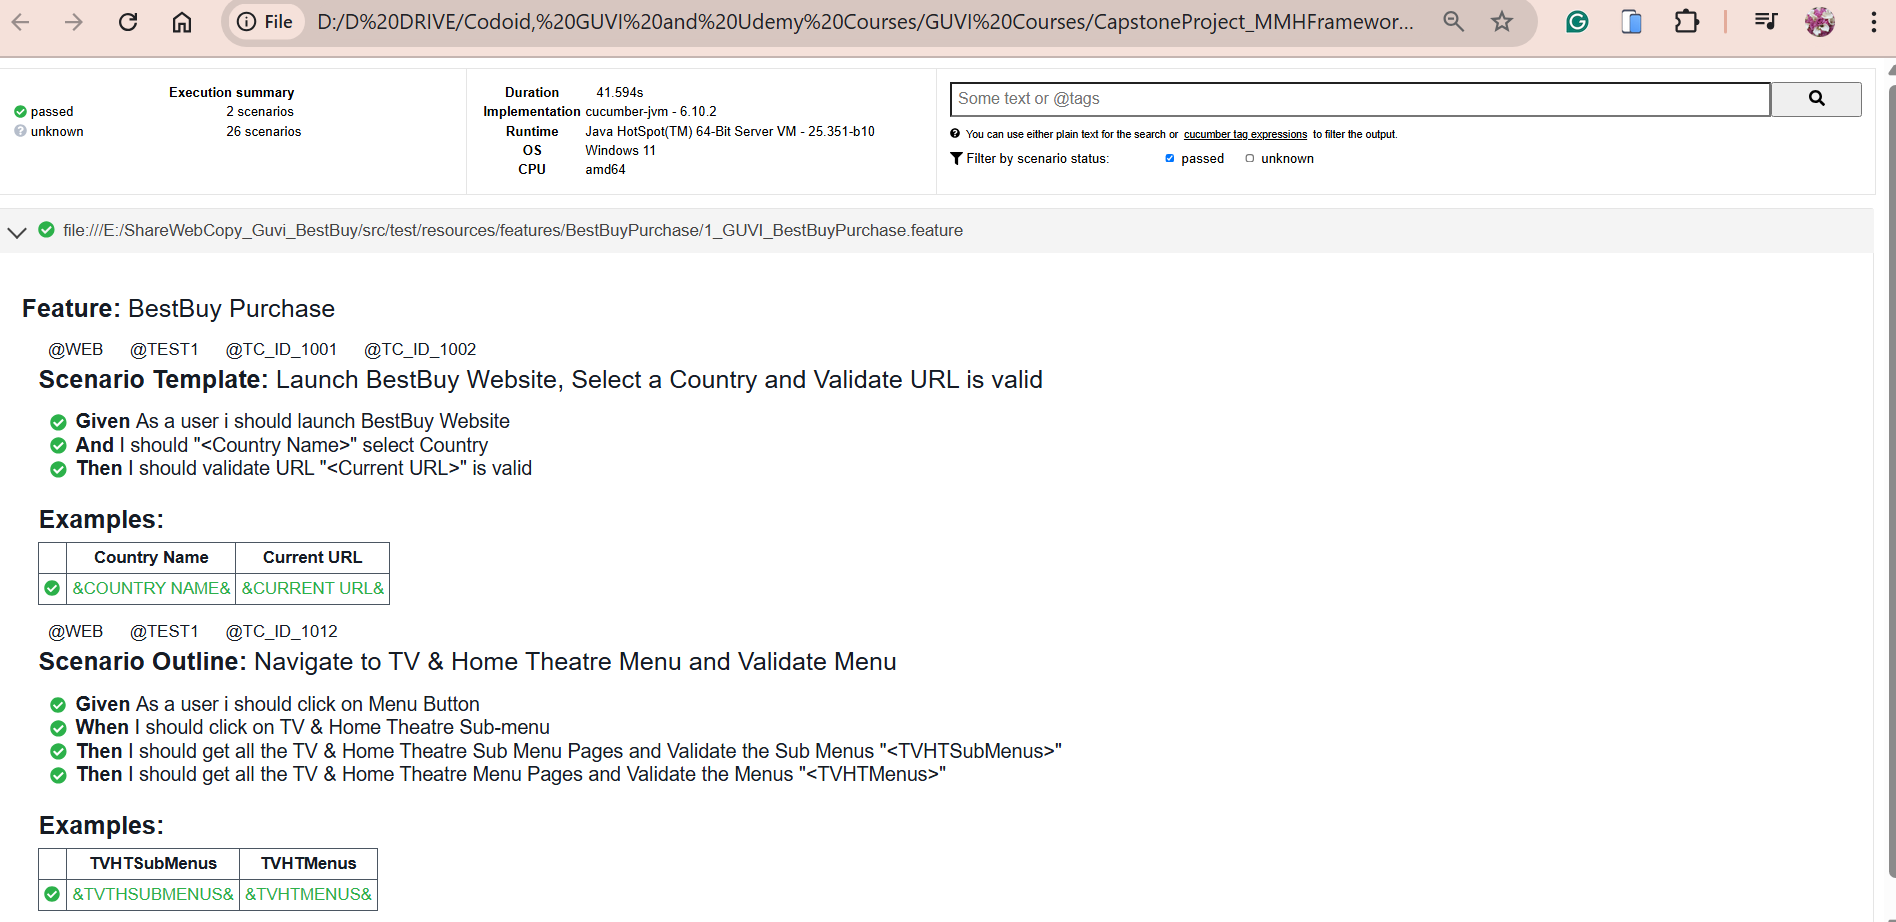 File D:/D%20DRIVE/Codoid,%20GUVI%20and%20Udemy%20Courses/GUVI%20Courses/CapstoneProject_MMHFramewor...
Execution summary
passed 2 scenarios
unknown 26 scenarios
Duration 41.594s
Implementation cucumber-jvm - 6.10.2
Runtime Java HotSpot(TM) 64-Bit Server VM - 25.351-b10
OS Windows 11
CPU amd64
Some text or @tags
You can use either plain text for the search or cucumber tag expressions to filter the output.
Filter by scenario status: passed unknown
file:///E:/ShareWebCopy_Guvi_BestBuy/src/test/resources/features/BestBuyPurchase/1_GUVI_BestBuyPurchase.feature
Feature: BestBuy Purchase
@WEB @TEST1 @TC_ID_1001 @TC_ID_1002
Scenario Template: Launch BestBuy Website, Select a Country and Validate URL is valid
Given As a user i should launch BestBuy Website
And I should "<Country Name>" select Country
Then I should validate URL "<Current URL>" is valid
Examples:
Country Name Current URL
&COUNTRY NAME& &CURRENT URL&
@WEB @TEST1 @TC_ID_1012
Scenario Outline: Navigate to TV & Home Theatre Menu and Validate Menu
Given As a user i should click on Menu Button
When I should click on TV & Home Theatre Sub-menu
Then I should get all the TV & Home Theatre Sub Menu Pages and Validate the Sub Menus "<TVHTSubMenus>"
Then I should get all the TV & Home Theatre Menu Pages and Validate the Menus "<TVHTMenus>"
Examples:
TVHTSubMenus TVHTMenus
&TVTHSUBMENUS& &TVHTMENUS&